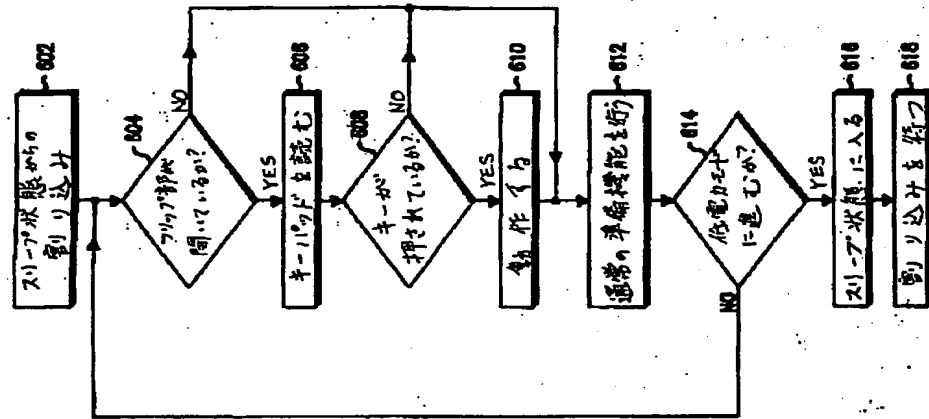 スリープ状態からの
割り込み
602
604
フリップ部が
開いているか?
NO
YES
キーパッドを読む
606
608
キーが
押されているか?
NO
YES
動作する
610
通常の準備機能を行う
612
614
低電力モード
に進むか?
NO
YES
スリープ状態に入る
616
割り込みを待つ
618